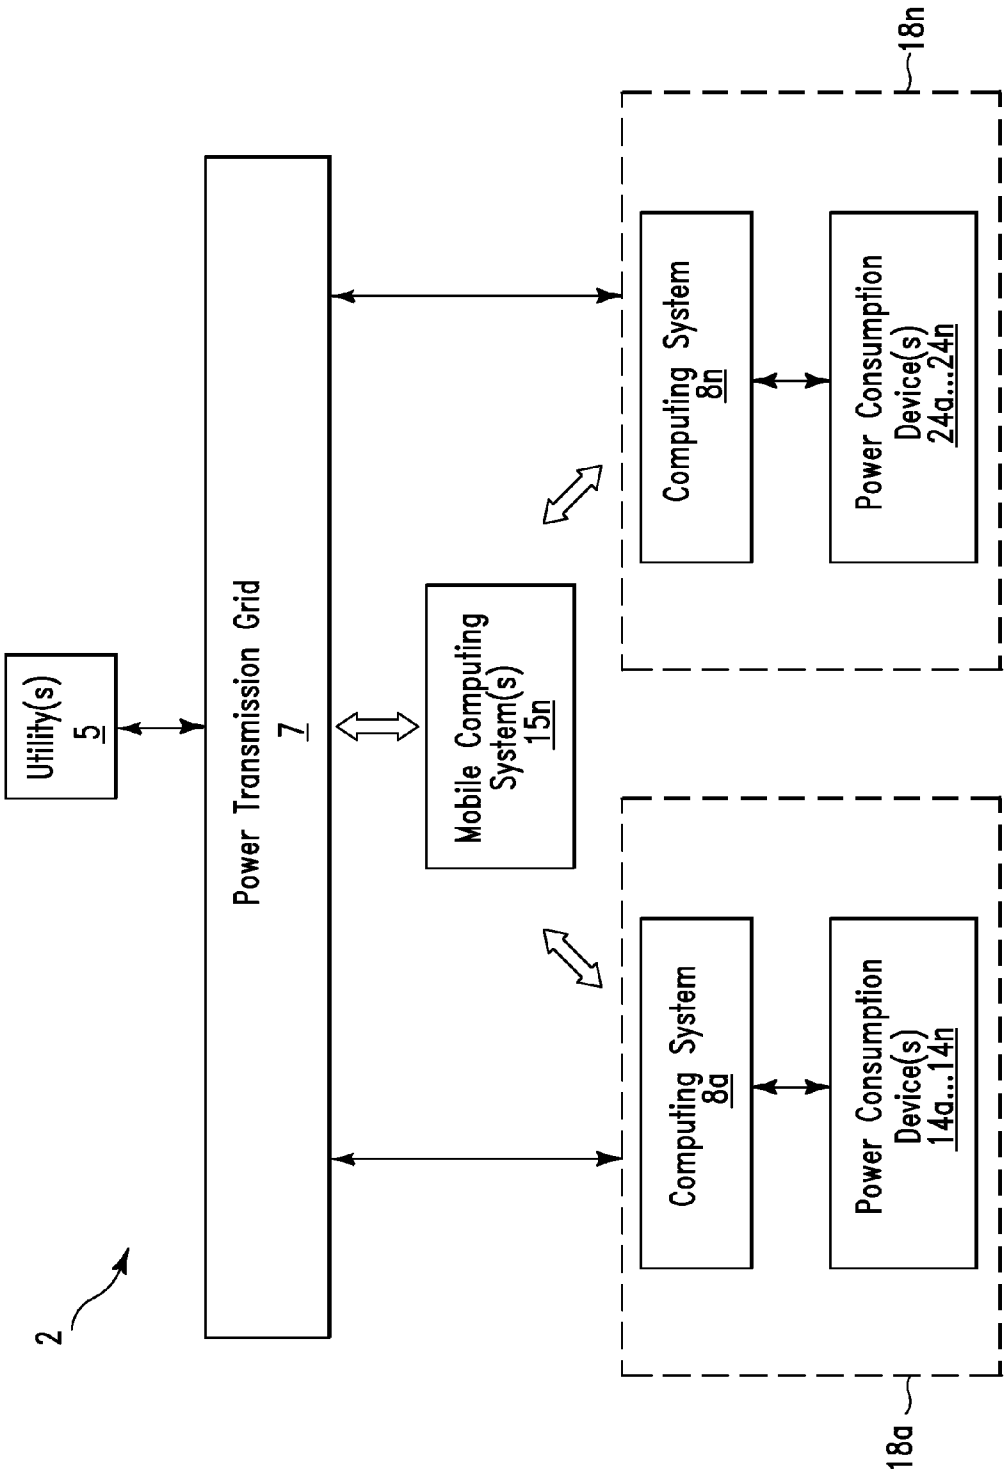 2
Utility(s)
5
Power Transmission Grid
7
Mobile Computing
System(s)
15n
Computing System
8a
Power Consumption
Device(s)
14a...14n
18a
Computing System
8n
Power Consumption
Device(s)
24a...24n
18n